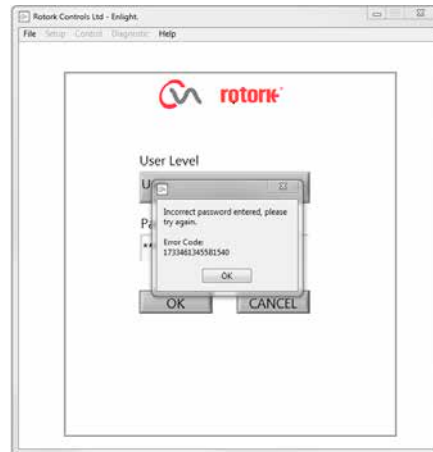 Rotork Controls Ltd - Enlight.
File Setup Control Diagnostic Help
rotork
User Level
U
Incorrect password entered, please
try again.
Error Code:
1733461345581540
OK
Pa
**
OK CANCEL